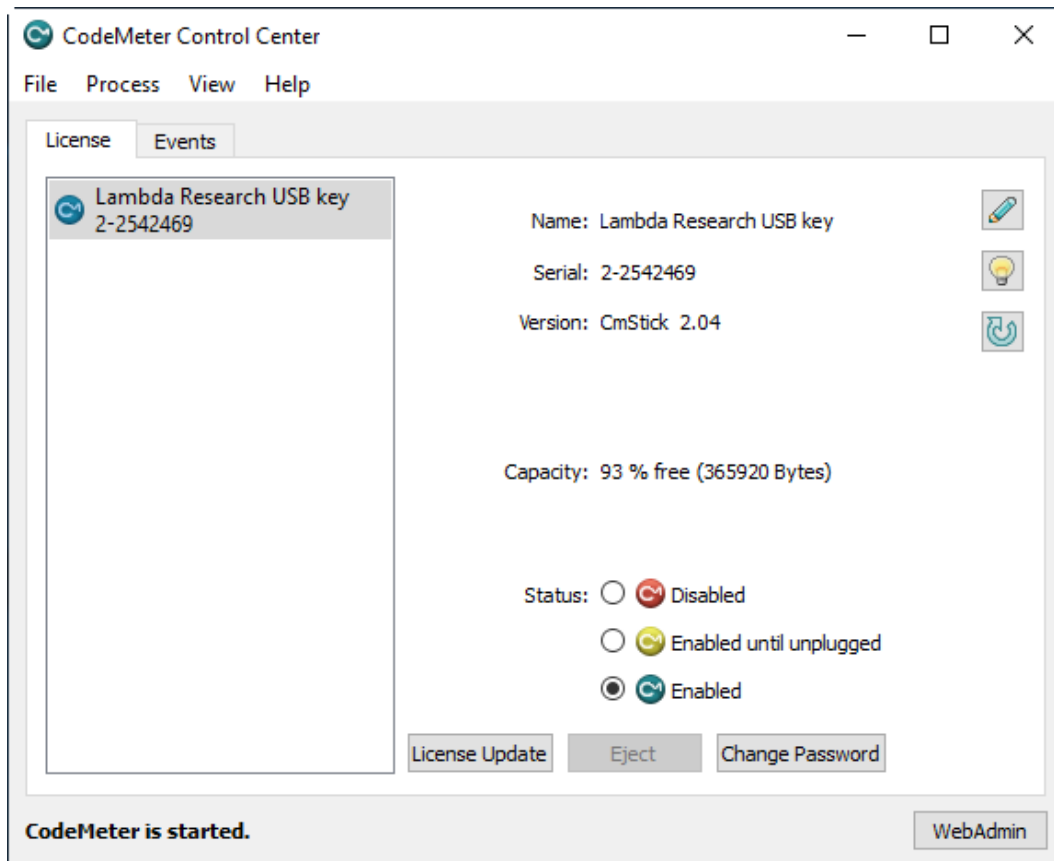 CodeMeter Control Center
File Process View Help
License Events
Lambda Research USB key
2-2542469
Name: Lambda Research USB key
Serial: 2-2542469
Version: CmStick 2.04
Capacity: 93 % free (365920 Bytes)
Status: Disabled
Enabled until unplugged
Enabled
License Update Eject Change Password
CodeMeter is started. WebAdmin